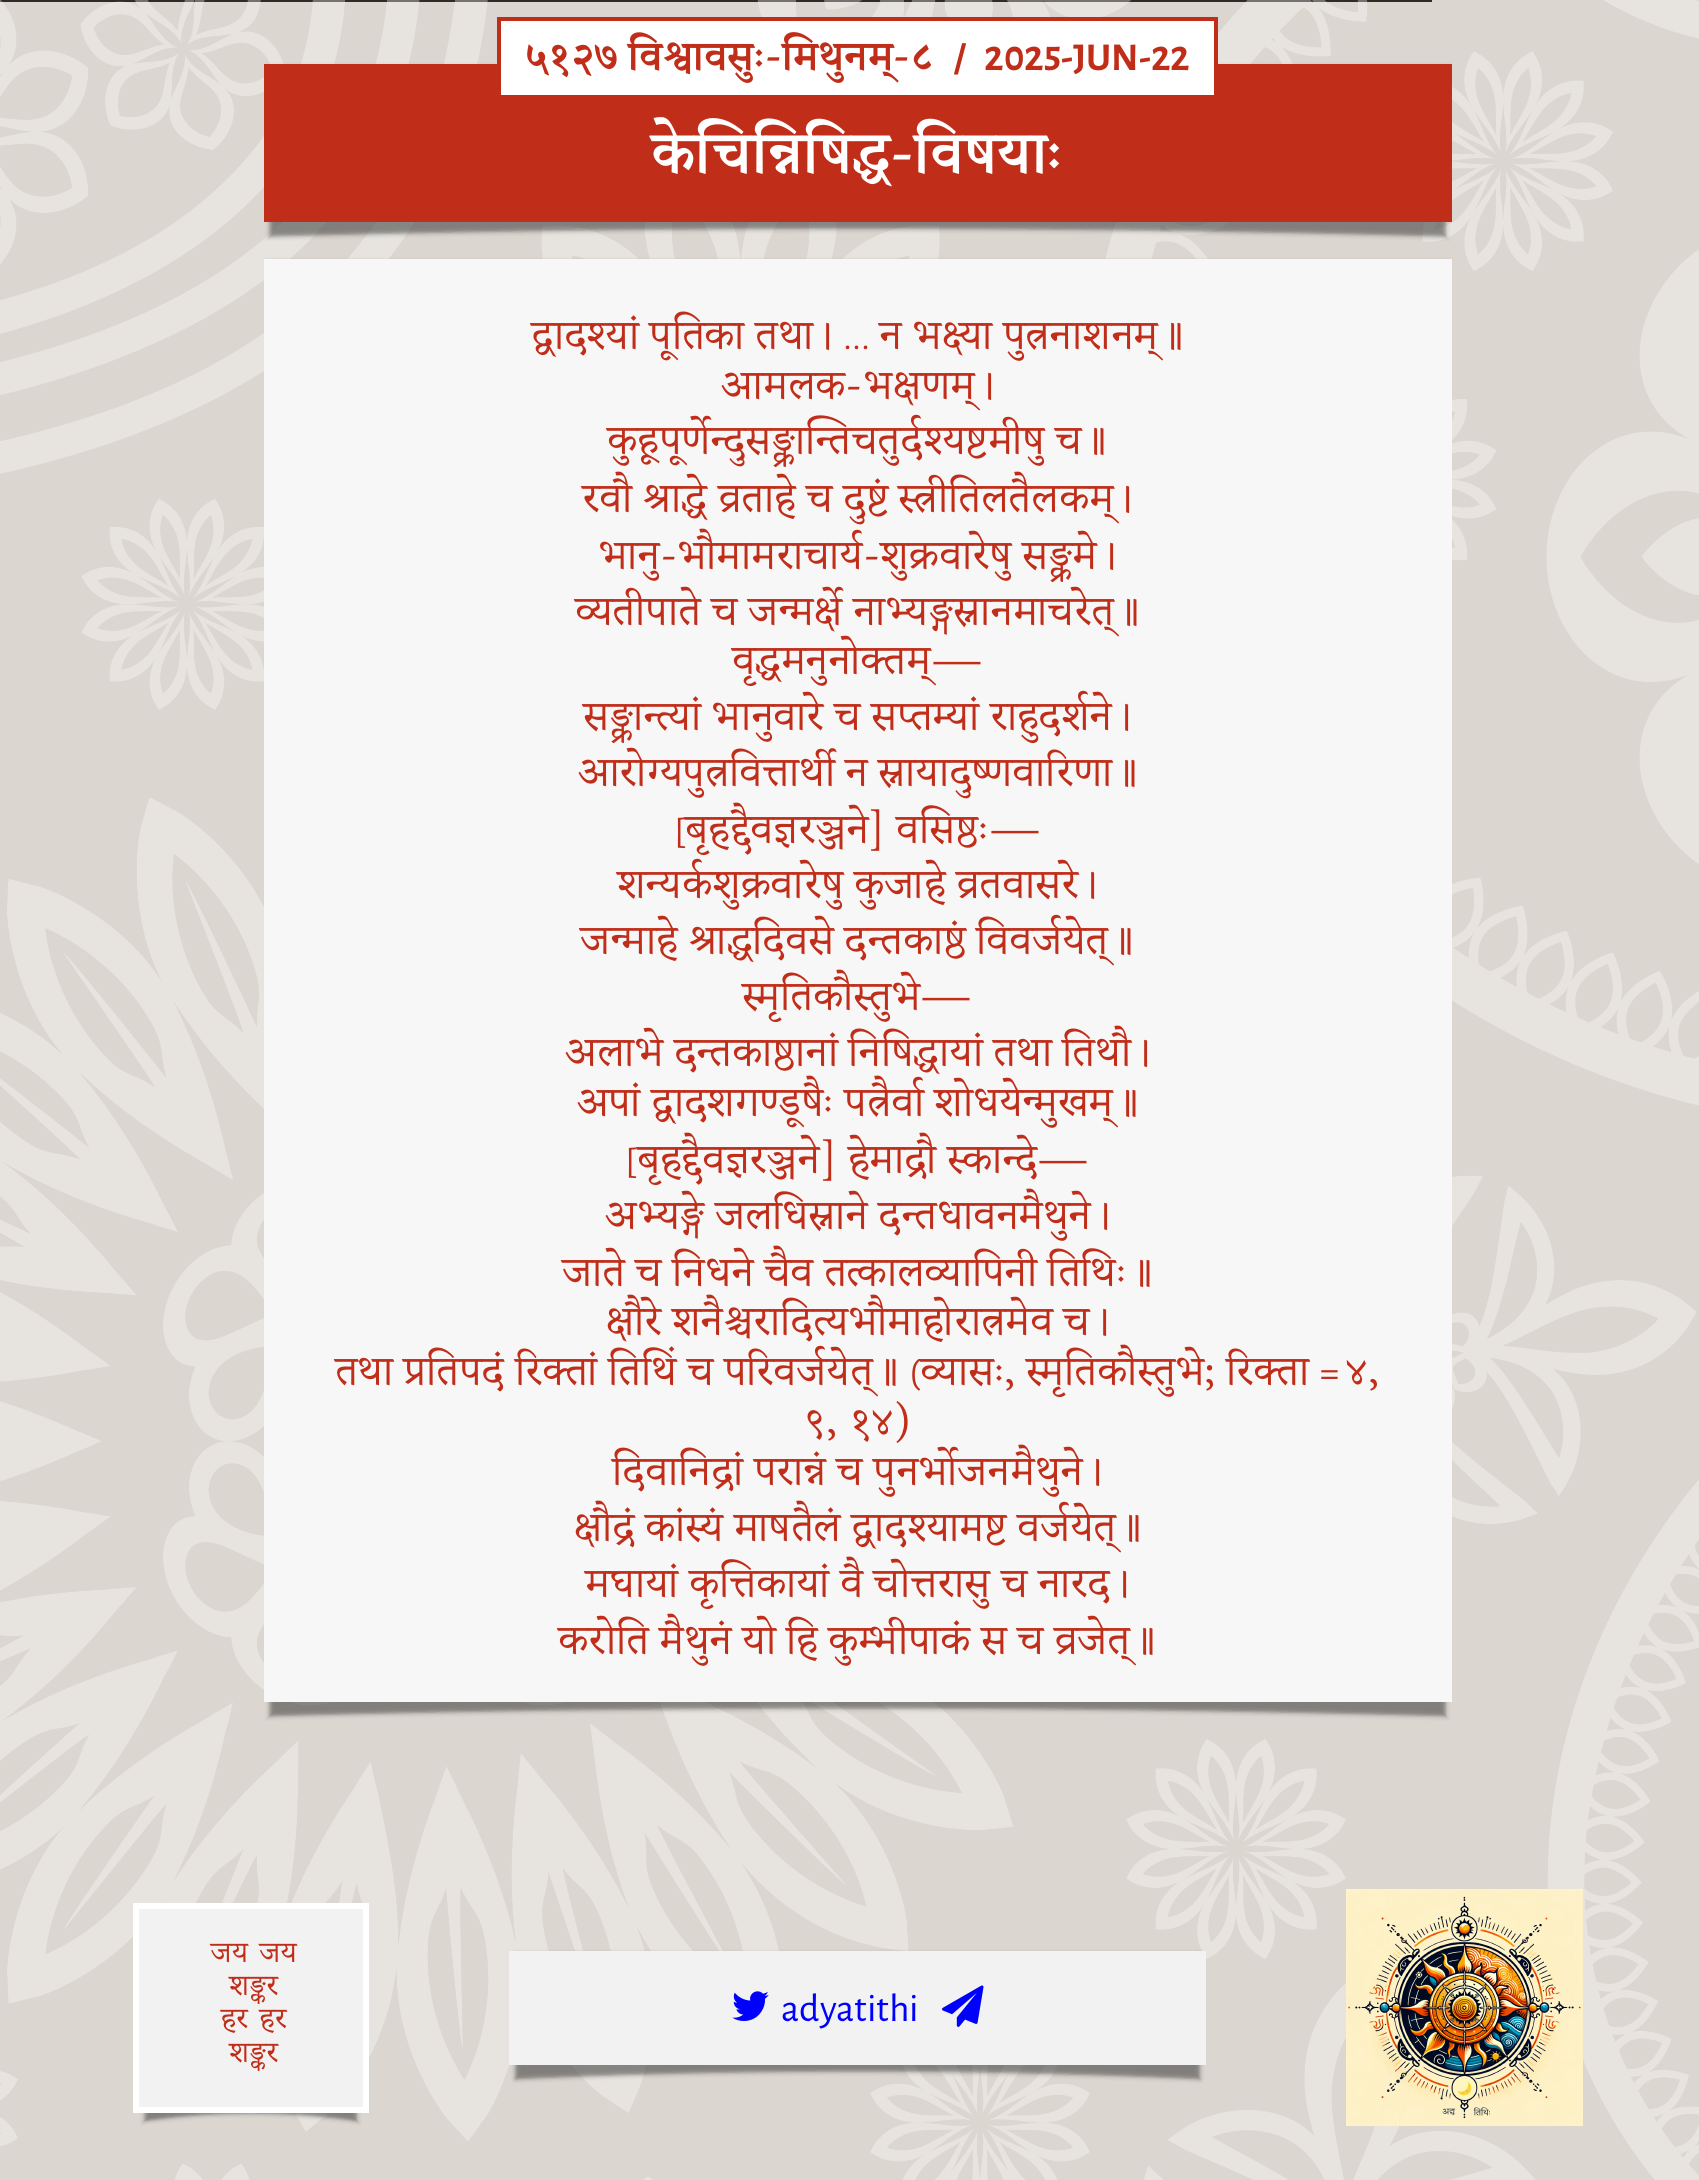 ५१२७ विश्वावसुः-मिथुनम्-८ / 2025-JUN-22
केचिन्निषिद्ध-विषयाः
द्वादश्यां पूतिका तथा। … न भक्ष्या पुत्रनाशनम्॥
आमलक-भक्षणम्।
कुहूपूर्णेन्दुसङ्क्रान्तिचतुर्दश्यष्टमीषु च॥
रवौ श्राद्धे व्रताहे च दुष्टं स्त्रीतिलतैलकम्।
भानु-भौमामराचार्य-शुक्रवारेषु सङ्क्रमे।
व्यतीपाते च जन्मर्क्षे नाभ्यङ्गस्नानमाचरेत्॥
वृद्धमनुनोक्तम्—
सङ्क्रान्त्यां भानुवारे च सप्तम्यां राहुदर्शने।
आरोग्यपुत्रवित्तार्थी न स्नायादुष्णवारिणा॥
[बृहद्दैवज्ञरञ्जने] वसिष्ठः—
शन्यर्कशुक्रवारेषु कुजाहे व्रतवासरे।
जन्माहे श्राद्धदिवसे दन्तकाष्ठं विवर्जयेत्॥
स्मृतिकौस्तुभे—
अलाभे दन्तकाष्ठानां निषिद्धायां तथा तिथौ।
अपां द्वादशगण्डूषैः पत्रैर्वा शोधयेन्मुखम्॥
[बृहद्दैवज्ञरञ्जने] हेमाद्रौ स्कान्दे—
अभ्यङ्गे जलधिस्नाने दन्तधावनमैथुने।
जाते च निधने चैव तत्कालव्यापिनी तिथिः॥
क्षौरे शनैश्चरादित्यभौमाहोरात्रमेव च।
तथा प्रतिपदं रिक्तां तिथिं च परिवर्जयेत्॥ (व्यासः, स्मृतिकौस्तुभे; रिक्ता = ४,
९, १४)
दिवानिद्रां परान्नं च पुनर्भोजनमैथुने।
क्षौद्रं कांस्यं माषतैलं द्वादश्यामष्ट वर्जयेत्॥
मघायां कृत्तिकायां वै चोत्तरासु च नारद।
करोति मैथुनं यो हि कुम्भीपाकं स च व्रजेत्॥
जय जय
शङ्कर
हर हर
शङ्कर
adyatithi
अद्य तिथिः